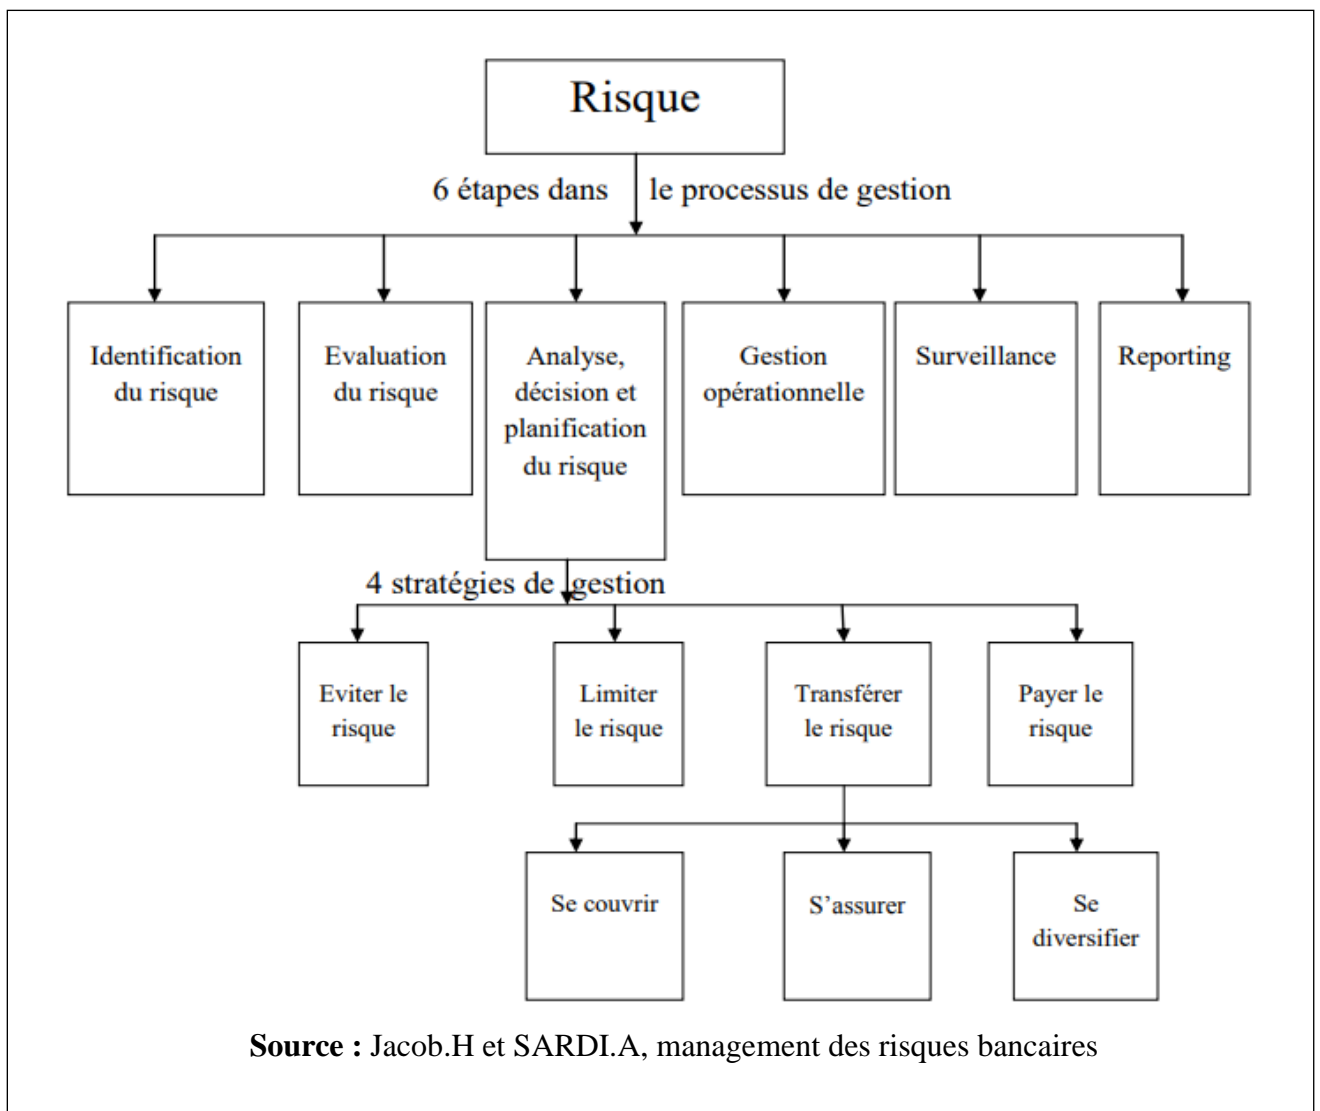 Risque
6 étapes dans le processus de gestion
Identification
du risque
Evaluation
du risque
Analyse,
décision et
planification
du risque
Gestion
opérationnelle
Surveillance
Reporting
4 stratégies de gestion
Eviter le
risque
Limiter
le risque
Transférer
le risque
Payer le
risque
Se couvrir
S’assurer
Se
diversifier
Source : Jacob.H et SARDI.A, management des risques bancaires